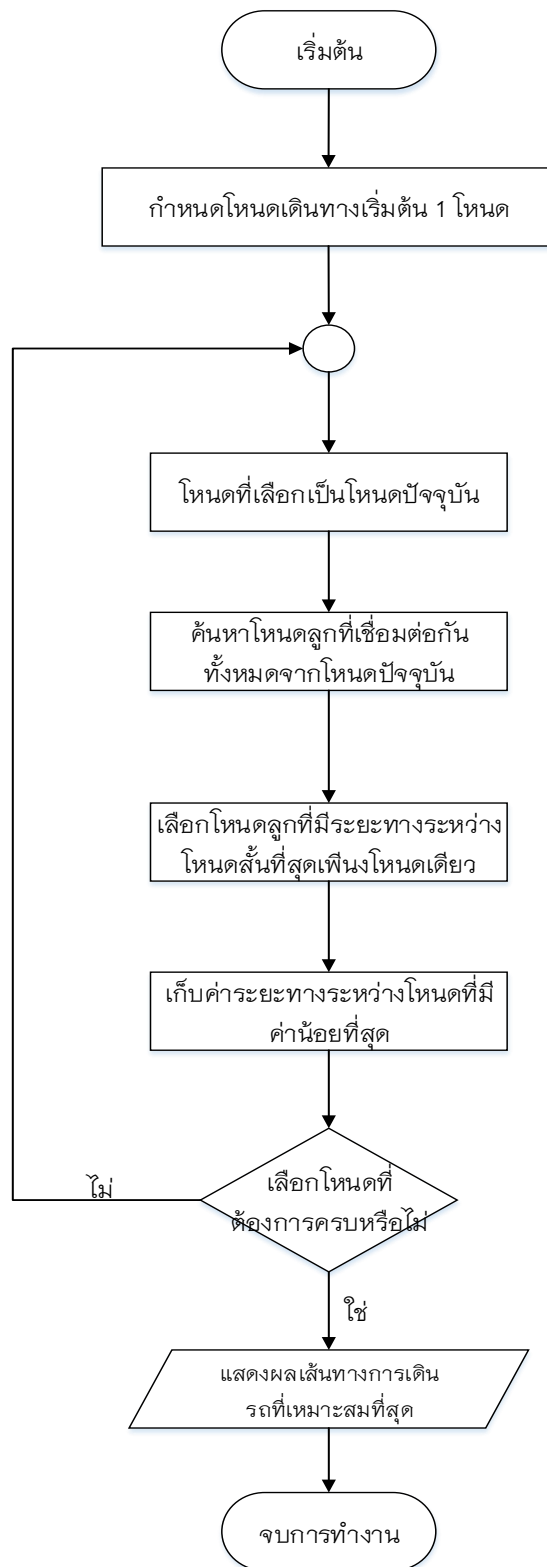 เริ่มต้น
กำหนดโหนดเดินทางเริ่มต้น 1 โหนด
โหนดที่เลือกเป็นโหนดปัจจุบัน
ค้นหาโหนดลูกที่เชื่อมต่อกัน
ทั้งหมดจากโหนดปัจจุบัน
เลือกโหนดลูกที่มีระยะทางระหว่าง
โหนดสั้นที่สุดเพีนงโหนดเดียว
เก็บค่าระยะทางระหว่างโหนดที่มี
ค่าน้อยที่สุด
เลือกโหนดที่
ต้องการครบหรือไม่
ไม่
ใช่
แสดงผลเส้นทางการเดิน
รถที่เหมาะสมที่สุด
จบการทำงาน